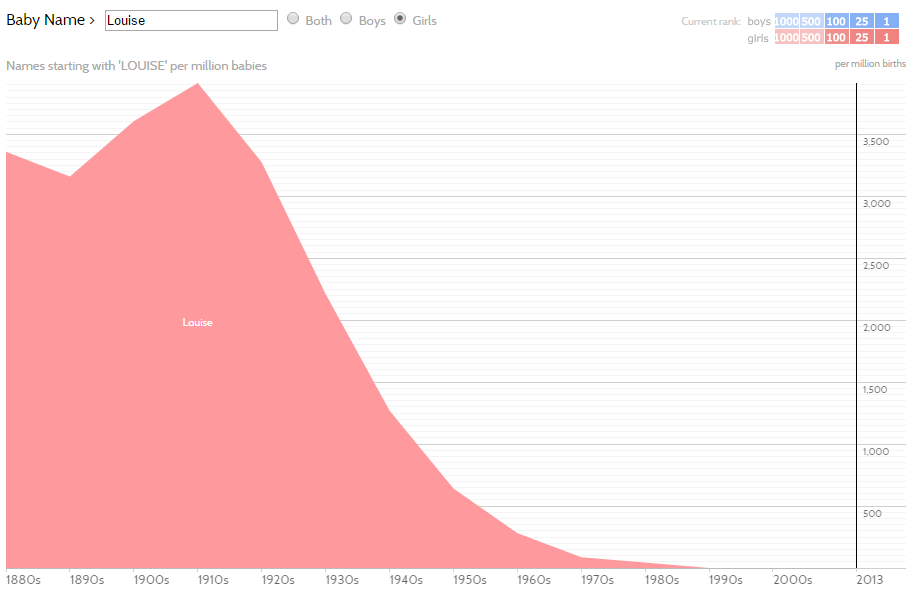 Baby Name > Louise Both Boys Girls
Current rank: boys 1000 500 100 25 1
girls 1000 500 100 25 1
Names starting with 'LOUISE' per million babies
per million births
3,500
3,000
2,500
2,000
Louise
1,500
1,000
500
1880s 1890s 1900s 1910s 1920s 1930s 1940s 1950s 1960s 1970s 1980s 1990s 2000s 2013